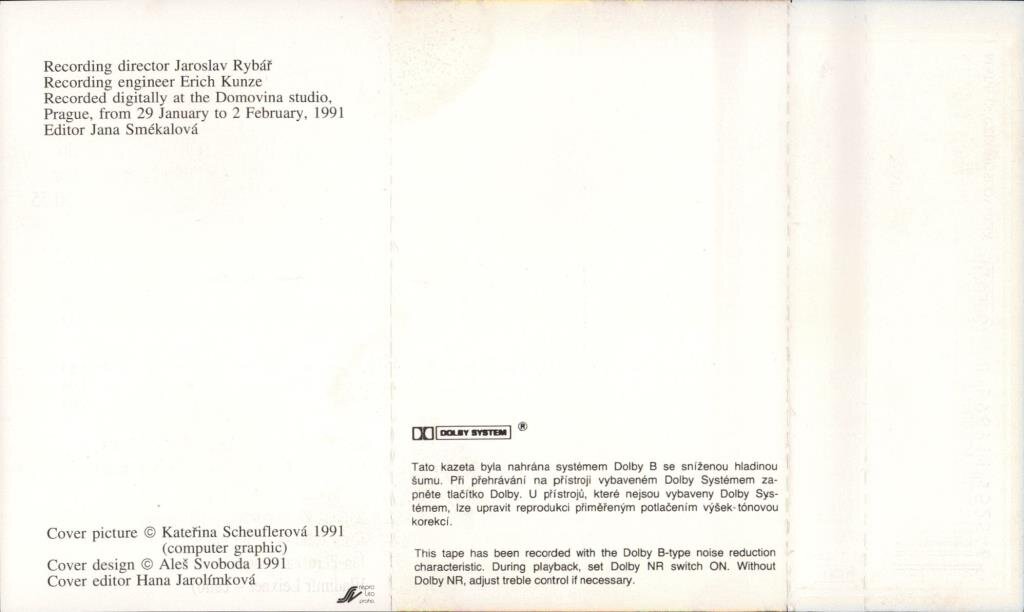 Recording director Jaroslav Rybář
Recording engineer Erich Kunze
Recorded digitally at the Domovina studio,
Prague, from 29 January to 2 February, 1991
Editor Jana Smékalová
Cover picture © Kateřina Scheuflerová 1991
(computer graphic)
Cover design © Aleš Svoboda 1991
Cover editor Hana Jarolímková
DOLBY SYSTEM ®
Tato kazeta byla nahrána systémem Dolby B se sníženou hladinou
šumu. Při přehrávání na přístroji vybaveném Dolby Systémem za-
pněte tlačítko Dolby. U přístrojů, které nejsou vybaveny Dolby Sys-
témem, lze upravit reprodukci přiměřeným potlačením výšek tónovou
korekcí.
This tape has been recorded with the Dolby B-type noise reduction
characteristic. During playback, set Dolby NR switch ON. Without
Dolby NR, adjust treble control if necessary.